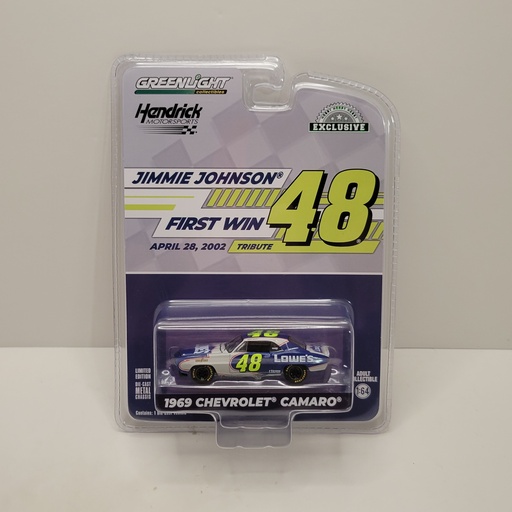 GREENLIGHT
collectibles
Hendrick
MOTORSPORTS
EXCLUSIVE
JIMMIE JOHNSON®
48
FIRST WIN
APRIL 28, 2002 TRIBUTE
48
48
LOWE'S
LIMITED
EDITION
DIE-CAST
METAL
CHASSIS
ADULT
COLLECTIBLE
1:64
1969 CHEVROLET® CAMARO®